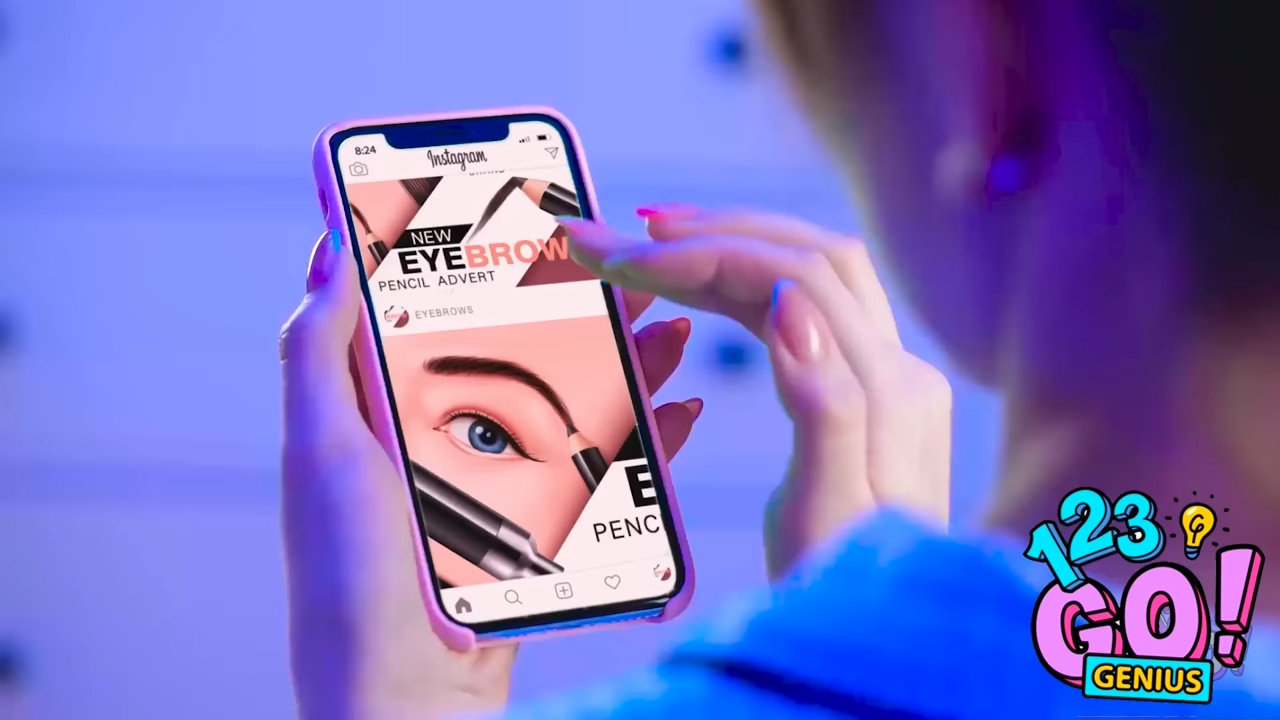 8:24
Instagram
NEW
EYEBROW
PENCIL ADVERT
EYEBROWS
E
PENC
123
GO!
GENIUS